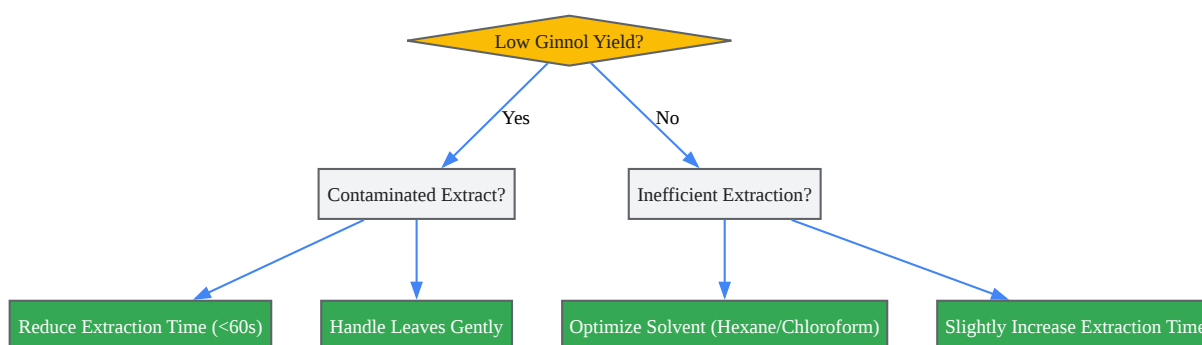 Low Ginnol Yield?
Yes
No
Contaminated Extract?
Inefficient Extraction?
Reduce Extraction Time (<60s)
Handle Leaves Gently
Optimize Solvent (Hexane/Chloroform)
Slightly Increase Extraction Time